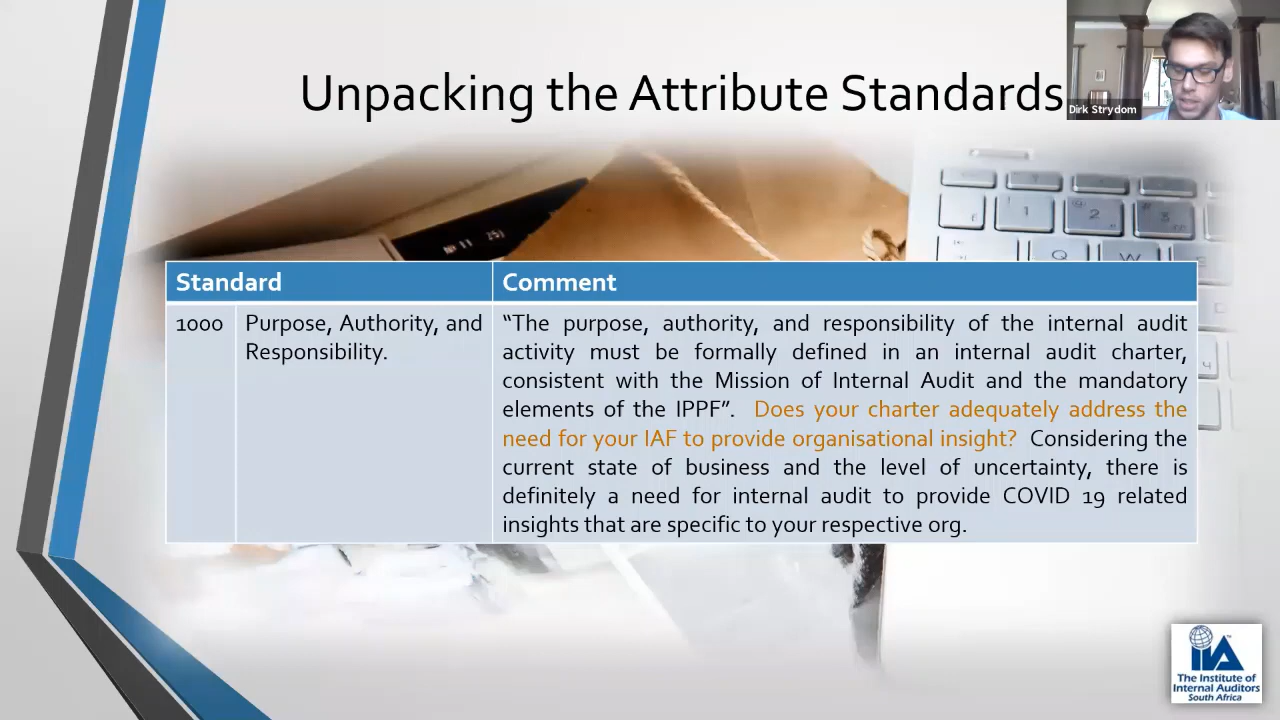 Unpacking the Attribute Standards
Dirk Strydom
Standard
Comment
1000
Purpose, Authority, and
Responsibility.
“The purpose, authority, and responsibility of the internal audit
activity must be formally defined in an internal audit charter,
consistent with the Mission of Internal Audit and the mandatory
elements of the IPPF”. Does your charter adequately address the
need for your IAF to provide organisational insight? Considering the
current state of business and the level of uncertainty, there is
definitely a need for internal audit to provide COVID 19 related
insights that are specific to your respective org.
1
2
3
Q
W
IIA
The Institute of
Internal Auditors
South Africa